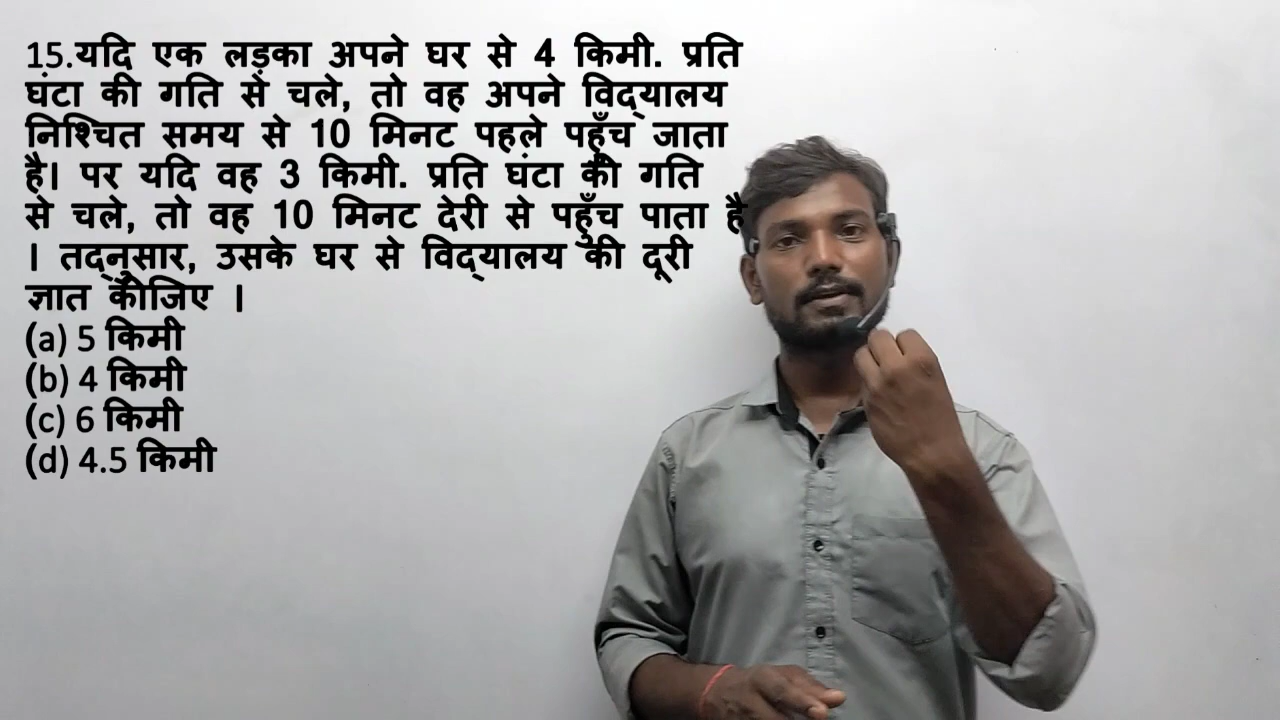 15.यदि एक लड़का अपने घर से 4 किमी. प्रति
घंटा की गति से चले, तो वह अपने विद्यालय
निश्चित समय से 10 मिनट पहले पहुँच जाता
है। पर यदि वह 3 किमी. प्रति घंटा की गति
से चले, तो वह 10 मिनट देरी से पहुँच पाता है
। तद्नुसार, उसके घर से विद्यालय की दूरी
ज्ञात कीजिए ।
(a) 5 किमी
(b) 4 किमी
(c) 6 किमी
(d) 4.5 किमी